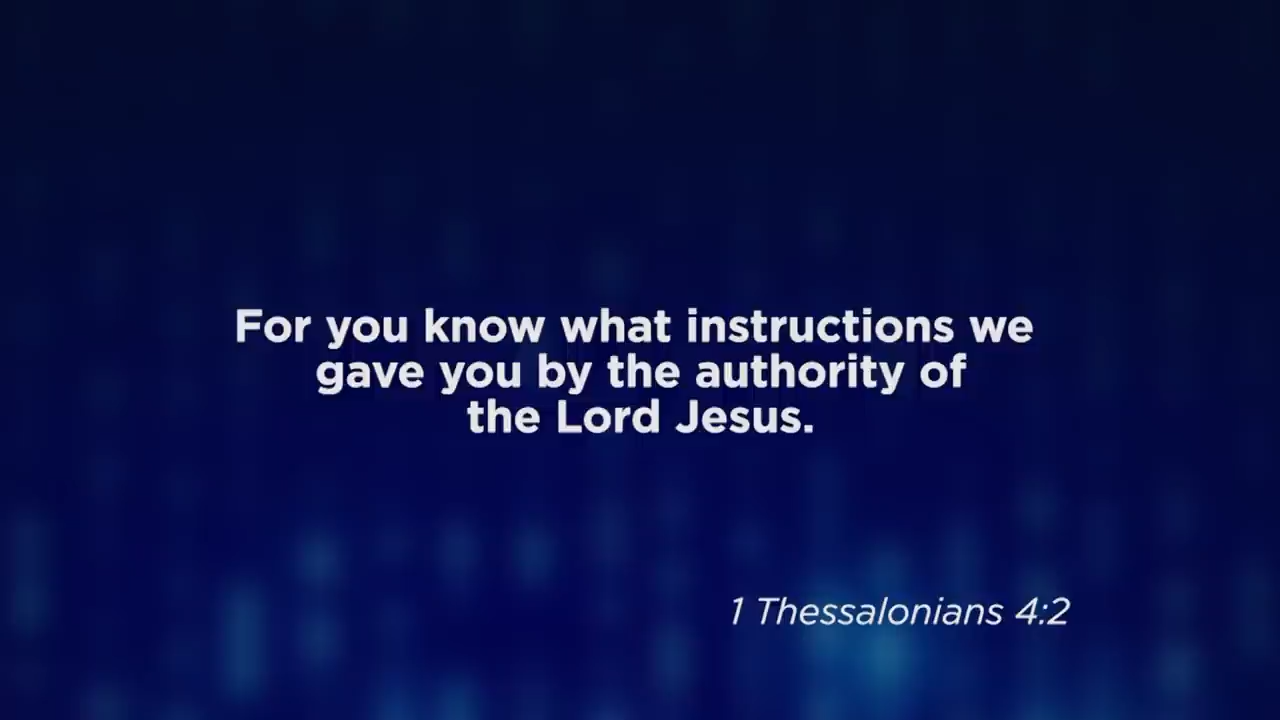 For you know what instructions we
gave you by the authority of
the Lord Jesus.
1 Thessalonians 4:2